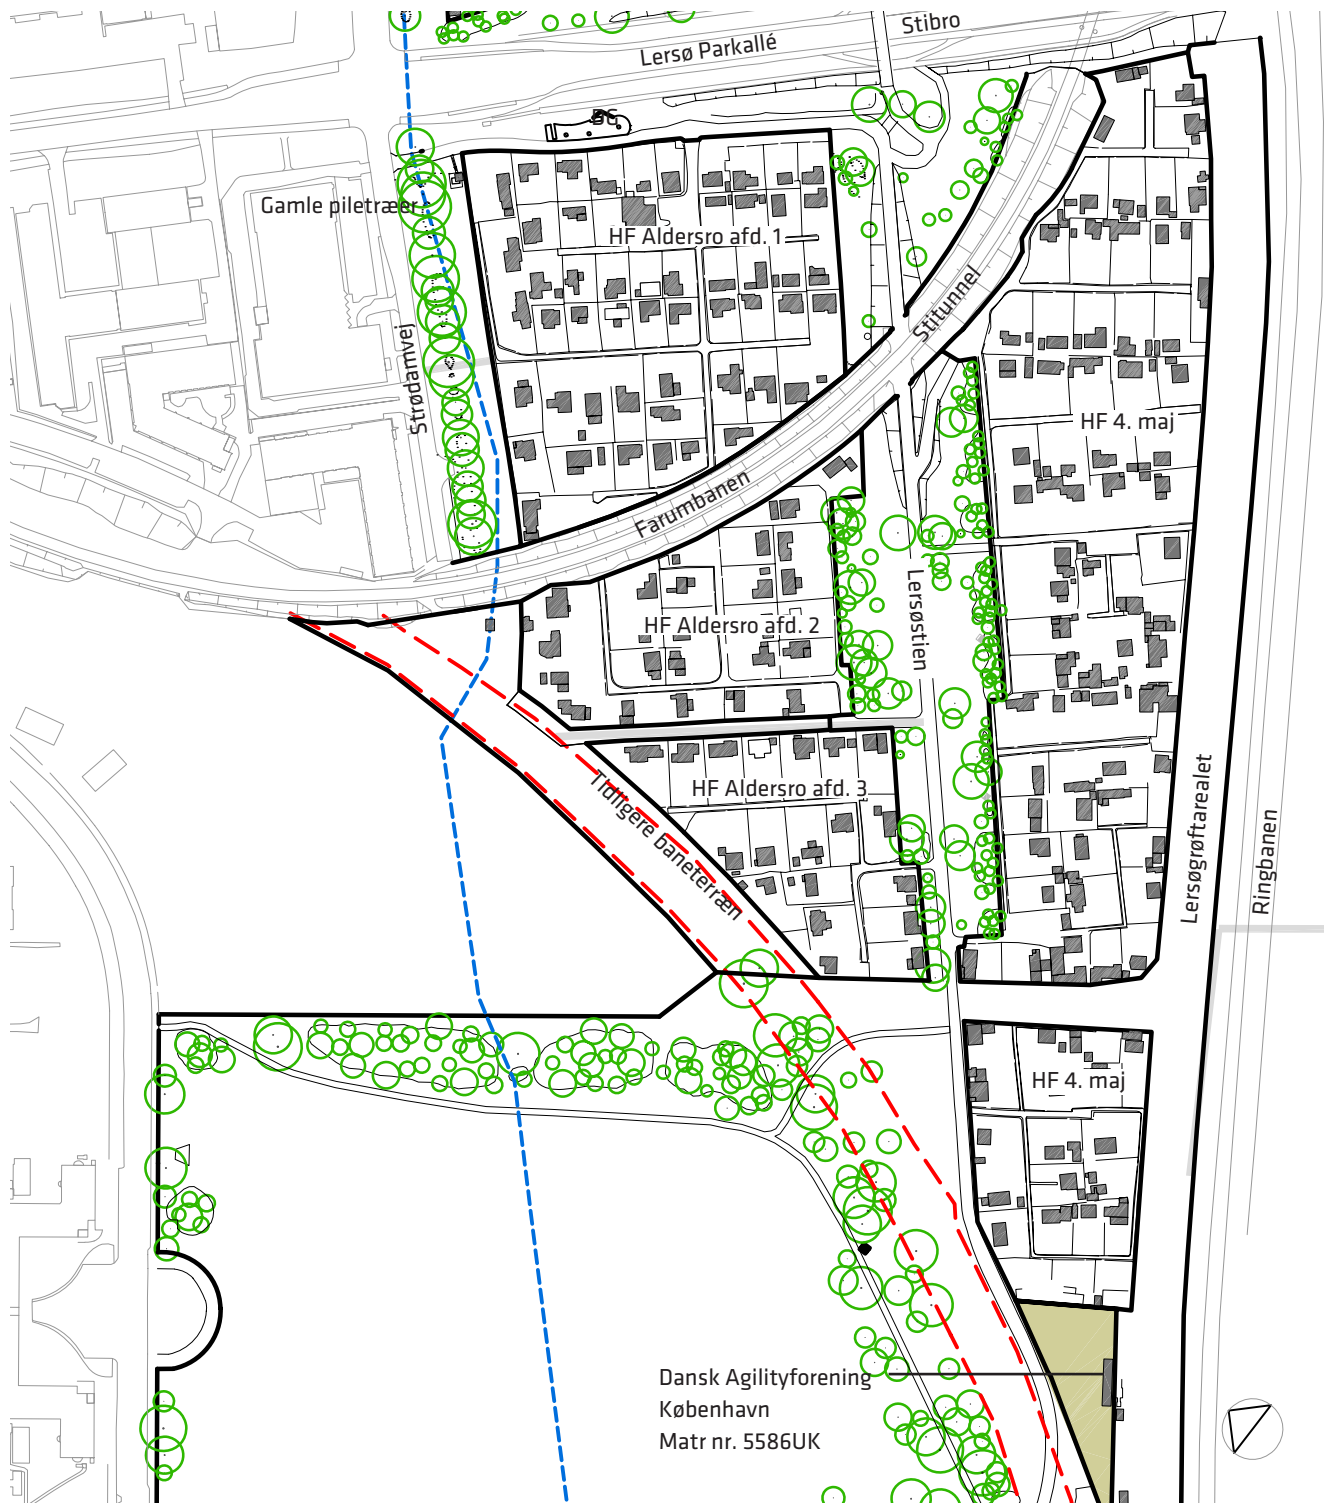 Stibro
Lersø Parkallé
Gamle piletræer
HF Aldersro afd. 1
Stitunnel
Strødamvej
HF 4. maj
Farumbanen
Lersøstien
HF Aldersro afd. 2
HF Aldersro afd. 3
Tidligere baneterræn
Lersøgrøftarealet
Ringbanen
HF 4. maj
Dansk Agilityforening
København
Matr nr. 5586UK